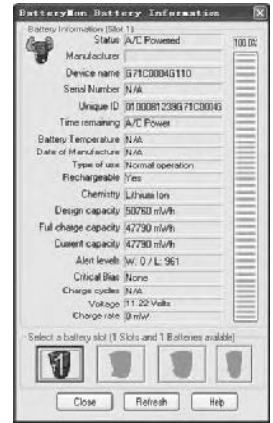 BatteryMon Battery Information
Battery Information (Slot 1)
Status A/C Powered
100.0%
Manufacturer
Device name G71C0004G110
Serial Number N/A
Unique ID 0100081239G71C0004G
Time remaining A/C Power
Battery Temperature N/A
Date of Manufacture N/A
Type of use Normal operation
Rechargeable Yes
Chemistry Lithium Ion
Design capacity 50760 mWh
Full charge capacity 47790 mWh
Current capacity 47790 mWh
Alert levels W: 0 / L: 961
Critical Bias None
Charge cycles N/A
Voltage 11.22 Volts
Charge rate 0 mW
Select a battery slot (1 Slots and 1 Batteries available)
1
Close Refresh Help